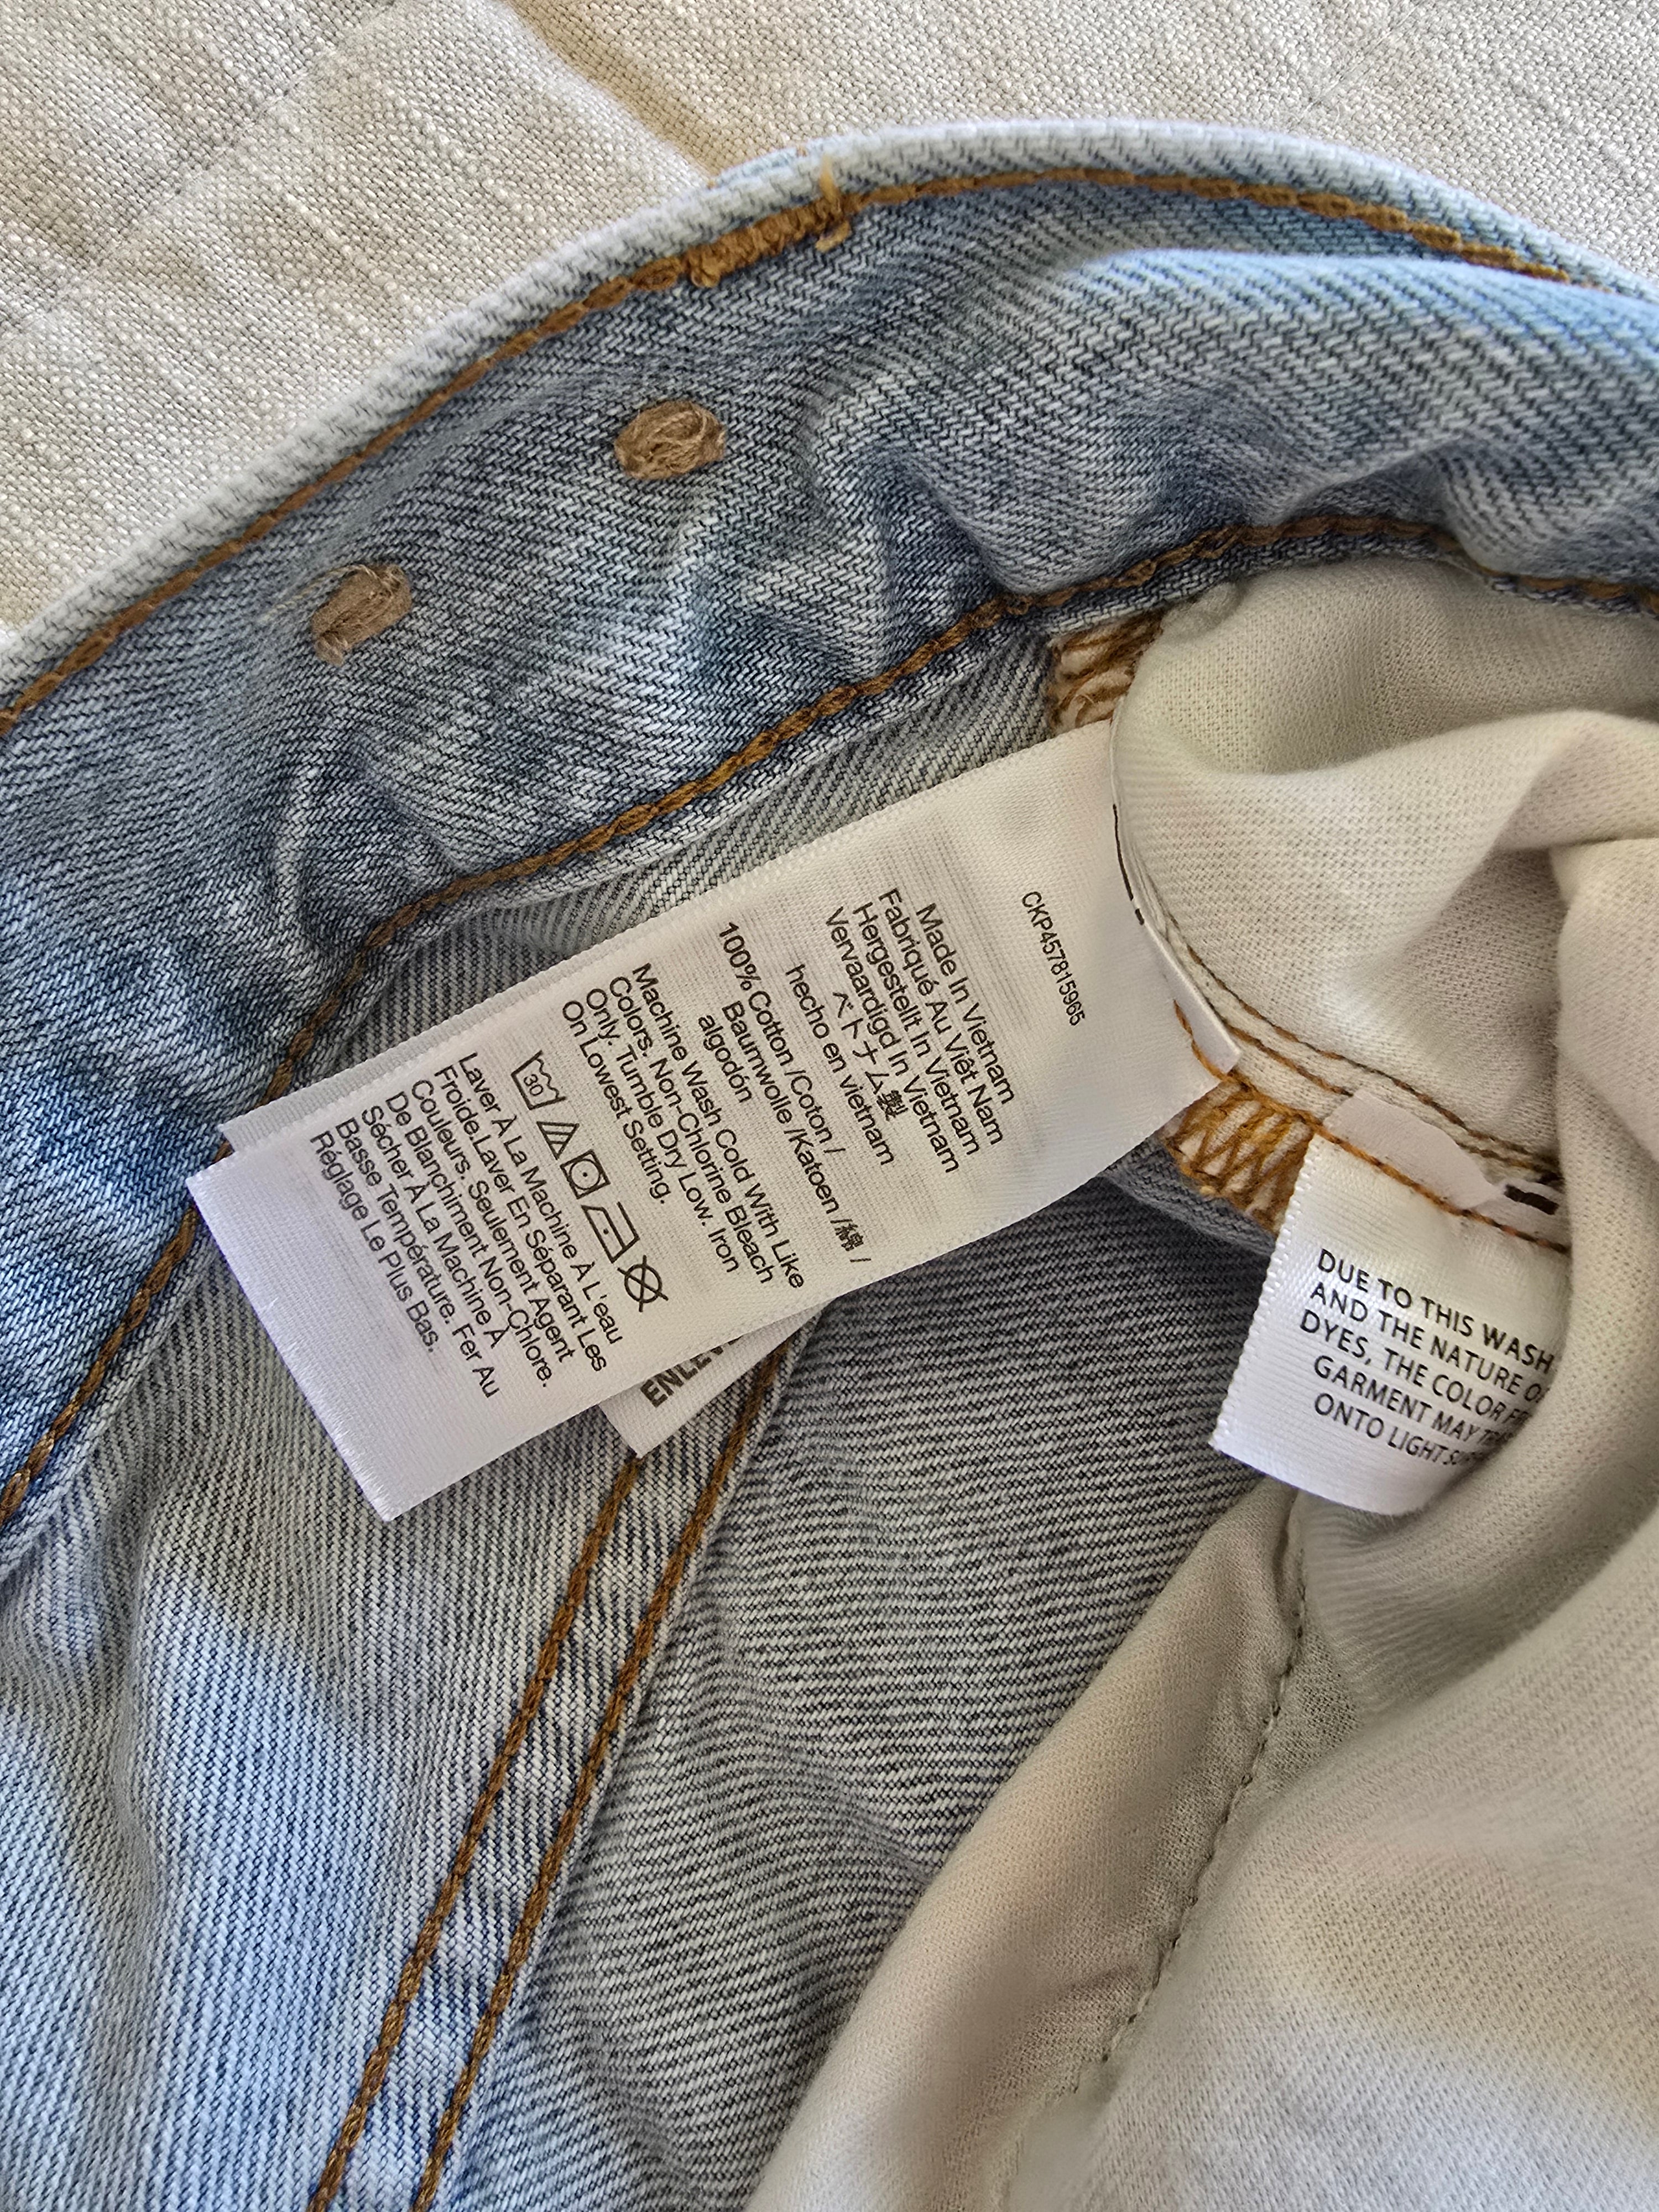 CKP457815965
Made In Vietnam
Fabriqué Au Viêt Nam
Hergestellt In Vietnam
Vervaardigd In Vietnam
ベトナム製
hecho en vietnam
100% Cotton /Coton /
Baumwolle /Katoen /綿 /
algodón
Machine Wash Cold With Like
Colors. Non-Chlorine Bleach
Only. Tumble Dry Low. Iron
On Lowest Setting.
30
Laver À La Machine À L'eau
Froide.Laver En Séparant Les
Couleurs. Seulement Agent
De Blanchiment Non-Chlore.
Sécher À La Machine À
Basse Température. Fer Au
Réglage Le Plus Bas.
DUE TO THIS WASH
AND THE NATURE
DYES, THE COLOR
GARMENT MAY
ONTO LIGHT